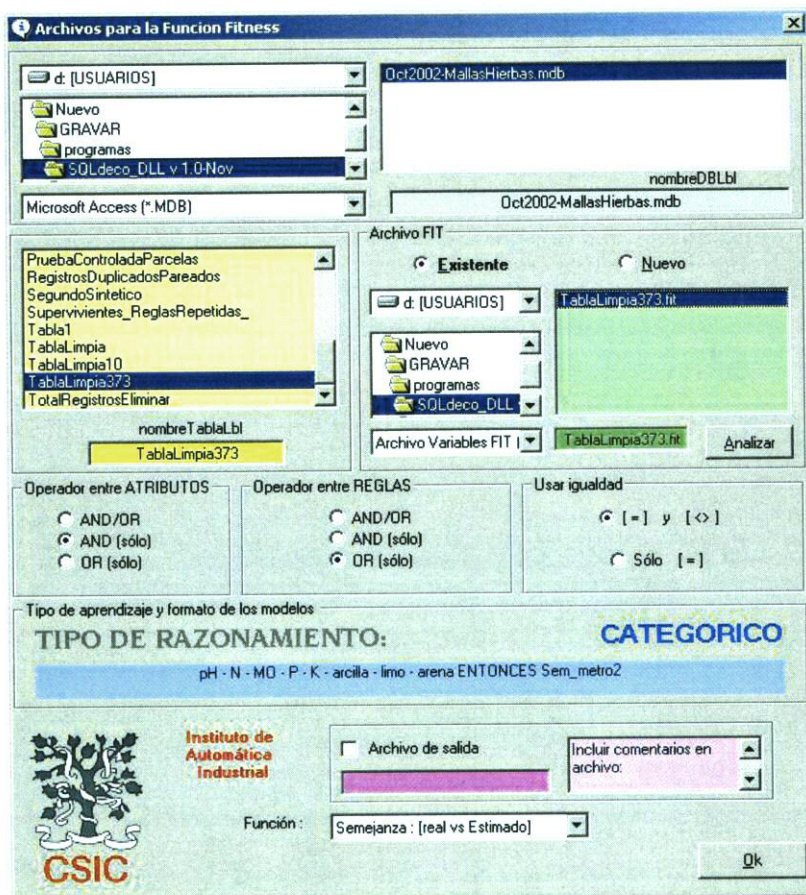 Archivos para la Funcion Fitness
d: [USUARIOS]
Nuevo
GRAVAR
programas
SQLdeco_DLL v 1.0-Nov
Microsoft Access (*.MDB)
Oct2002-MallasHierbas.mdb
nombreDBLbl
Oct2002-MallasHierbas.mdb
PruebaControladaParcelas
RegistrosDuplicadosPareados
SegundoSintetico
Supervivientes_ReglasRepetidas_
Tabla1
TablaLimpia
TablaLimpia10
TablaLimpia373
TotalRegistrosEliminar
nombreTablaLbl
TablaLimpia373
Archivo FIT
Existente
Nuevo
d: [USUARIOS]
Nuevo
GRAVAR
programas
SQLdeco_DLL
Archivo Variables FIT (
TablaLimpia373.fit
TablaLimpia373.fit
Analizar
Operador entre ATRIBUTOS
AND/OR
AND (sólo)
OR (sólo)
Operador entre REGLAS
AND/OR
AND (sólo)
OR (sólo)
Usar igualdad
[=] y [<>]
Sólo [=]
Tipo de aprendizaje y formato de los modelos
TIPO DE RAZONAMIENTO:
CATEGORICO
pH - N - MO - P - K - arcilla - limo - arena ENTONCES Sem_metro2
CSIC
Instituto de
Automática
Industrial
Archivo de salida
Incluir comentarios en
archivo:
Función :
Semejanza : [real vs Estimado]
Ok